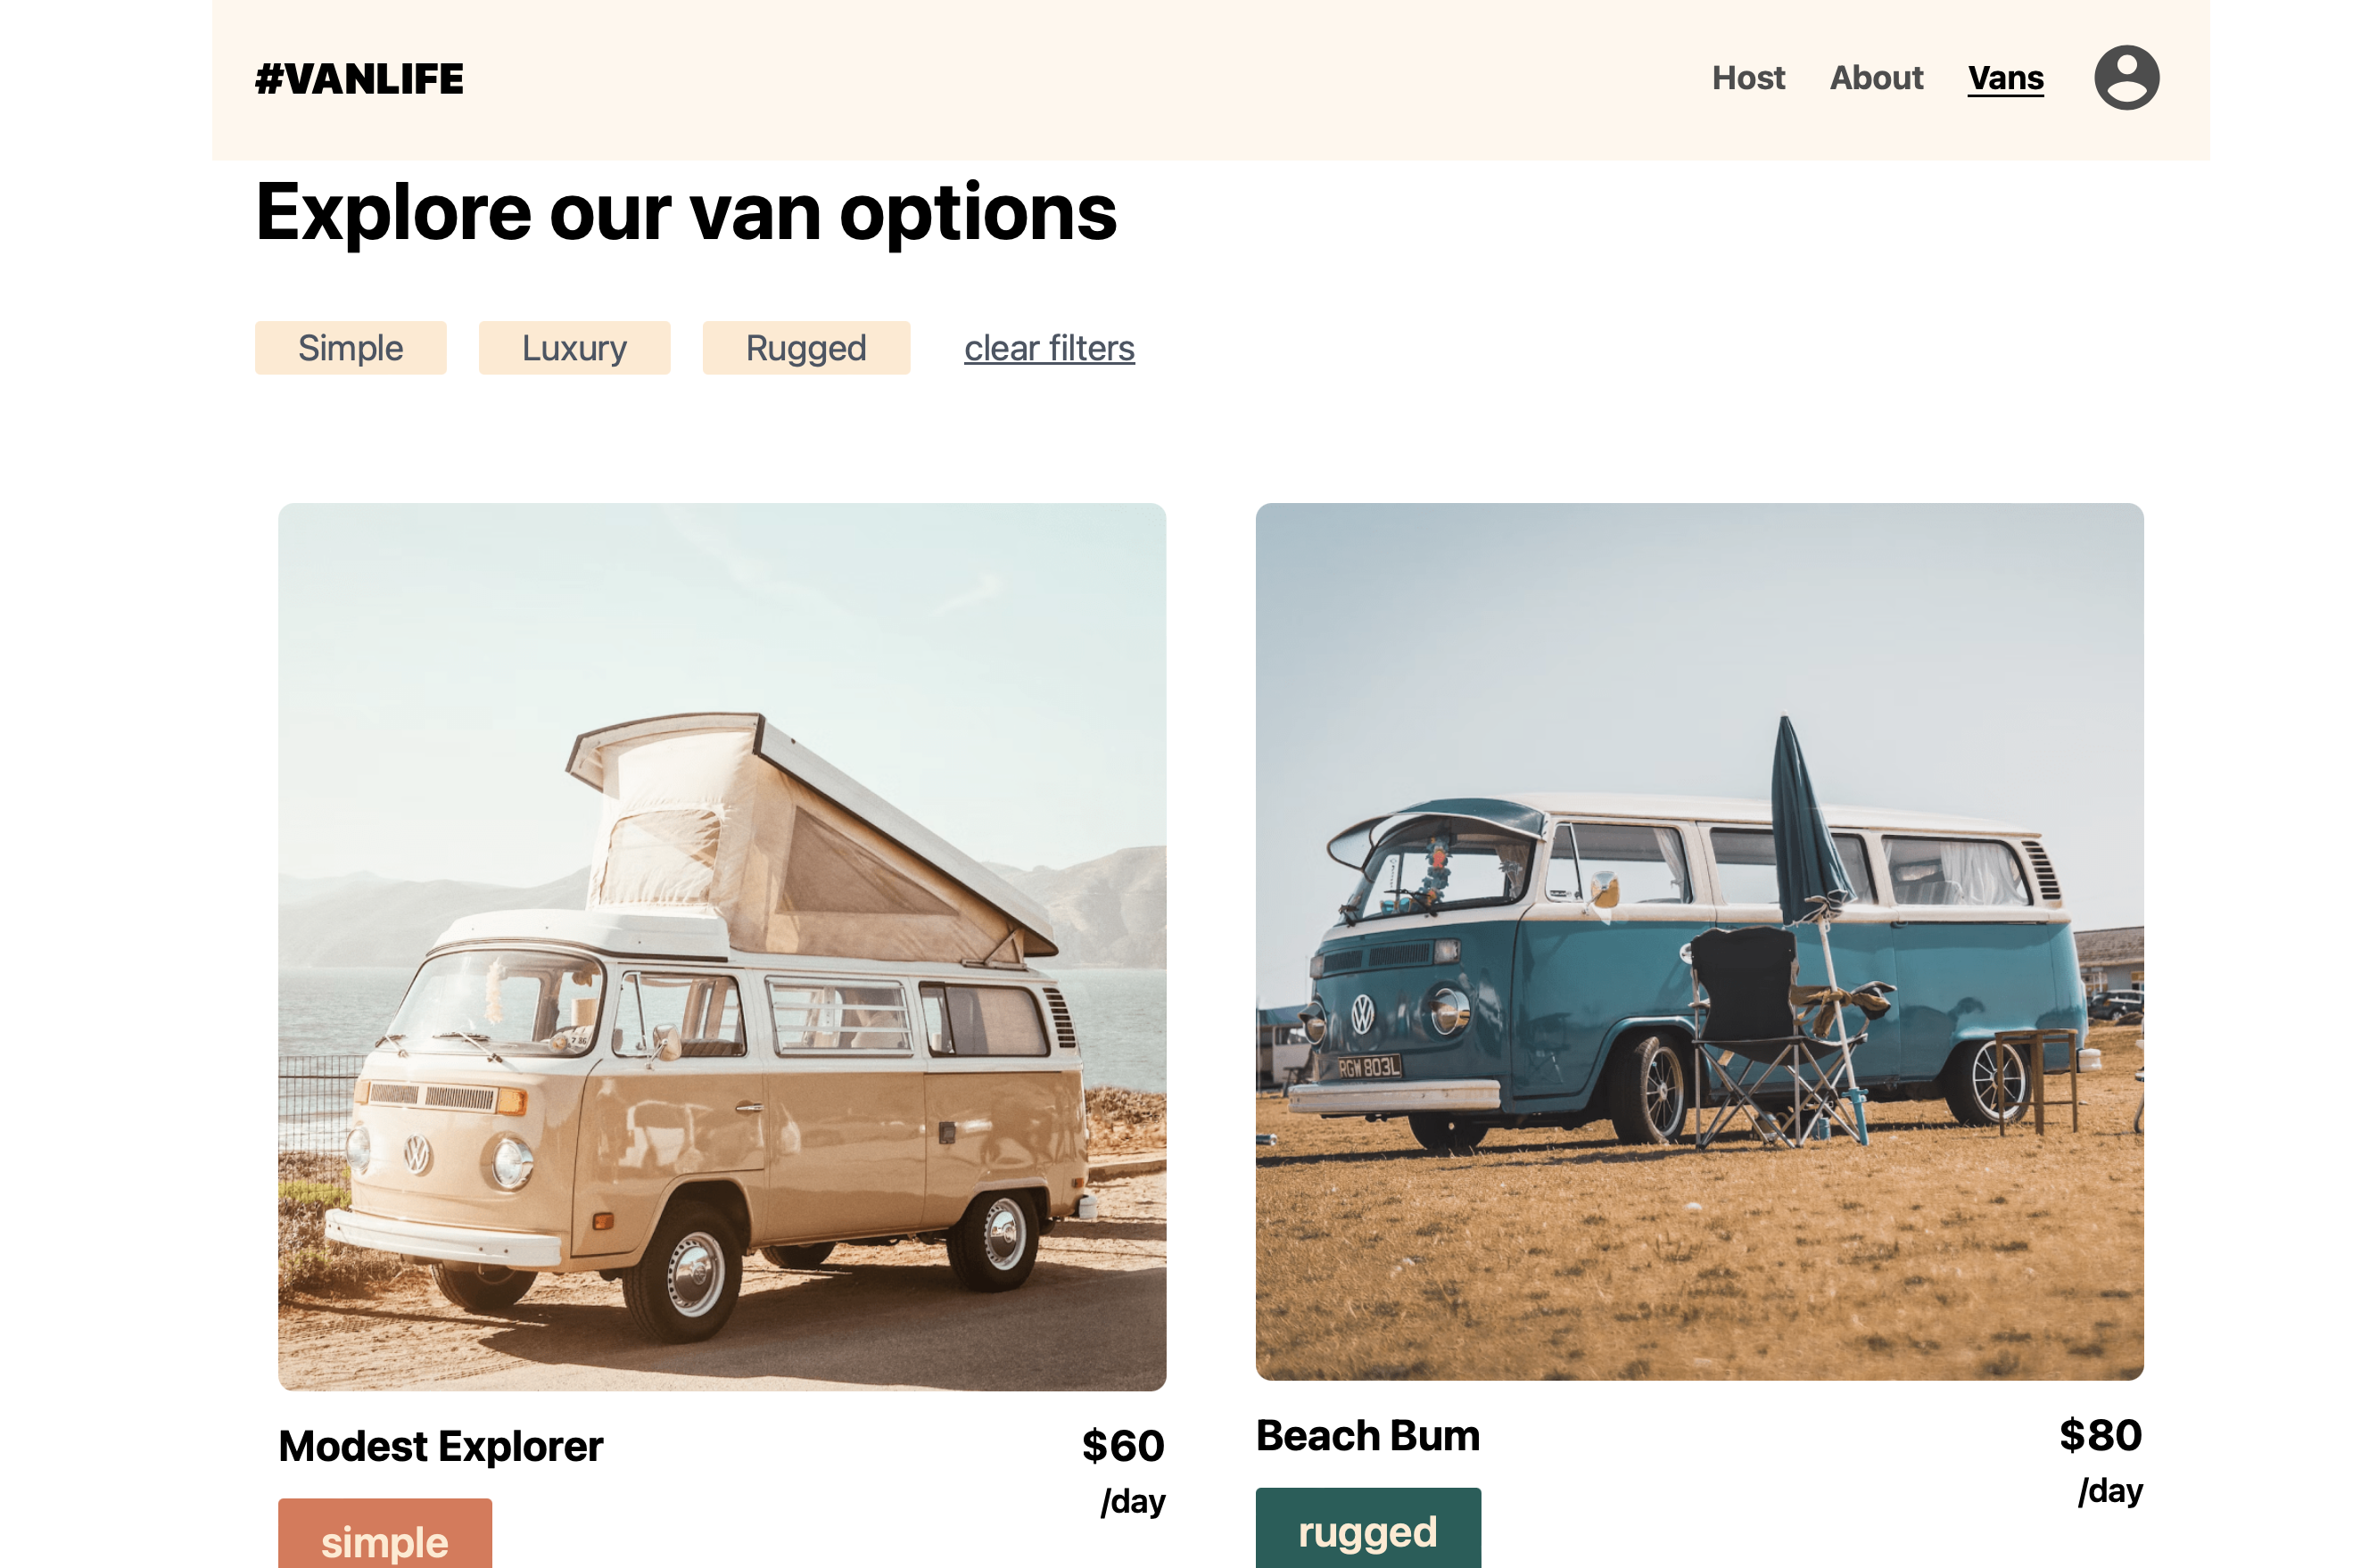 #VANLIFE
Host About Vans
Explore our van options
Simple Luxury Rugged clear filters
RGW 803L
Modest Explorer $60
/day
simple
Beach Bum $80
/day
rugged